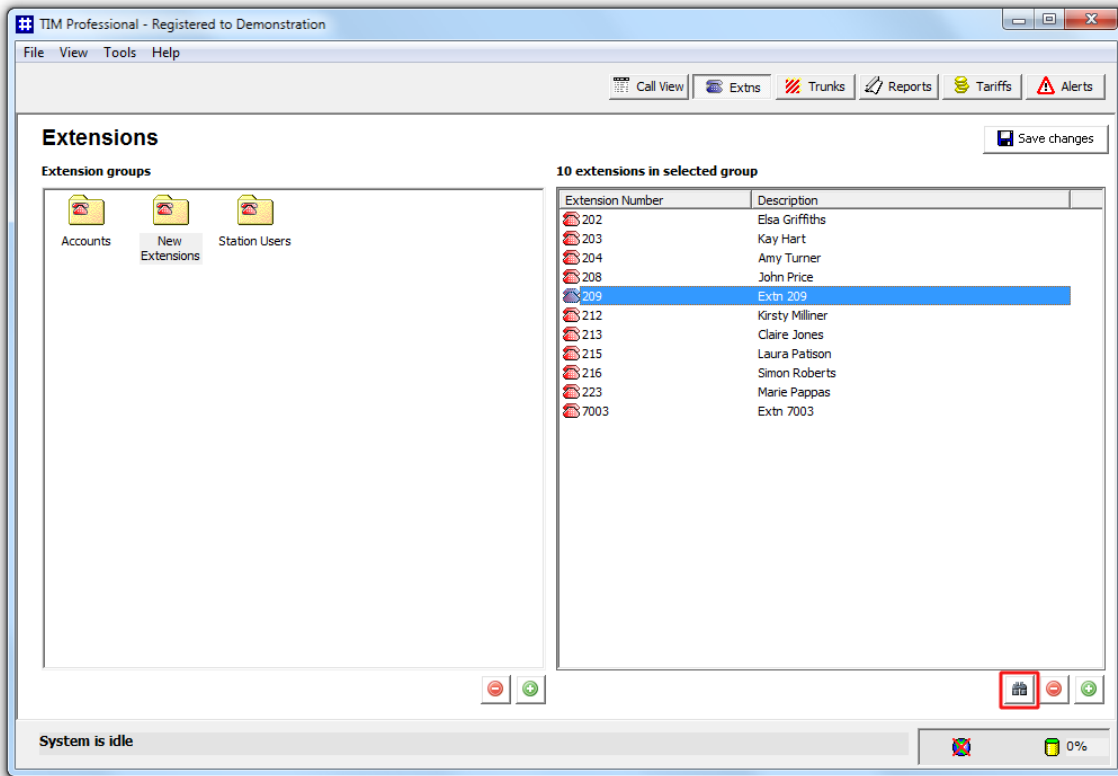 TIM Professional - Registered to Demonstration
File View Tools Help
Call View Extns Trunks Reports Tariffs Alerts
Extensions
Save changes
Extension groups
10 extensions in selected group
Accounts
New Extensions
Station Users
Extension Number Description
202 Elsa Griffiths
203 Kay Hart
204 Amy Turner
208 John Price
209 Extn 209
212 Kirsty Milliner
213 Claire Jones
215 Laura Patison
216 Simon Roberts
223 Marie Pappas
7003 Extn 7003
System is idle
0%